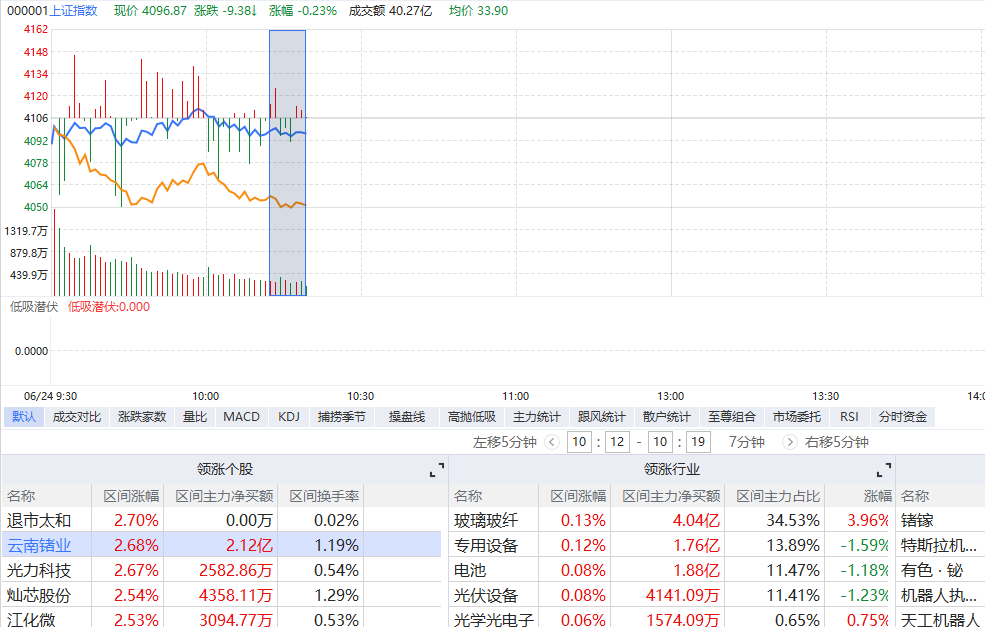 000001上证指数 现价 4096.87 涨跌 -9.38↓ 涨幅 -0.23% 成交额 40.27亿 均价 33.90
4162
4148
4134
4120
4106
4092
4078
4064
4050
1319.7万
879.8万
439.9万
低吸潜伏 低吸潜伏:0.000
0.0000
06/24 9:30 10:00 10:30 11:00 13:00 13:30 14:0
默认 成交对比 涨跌家数 量比 MACD KDJ 捕捞季节 操盘线 高抛低吸 主力统计 跟风统计 散户统计 至尊组合 市场委托 RSI 分时资金
左移5分钟 < 10 : 12 - 10 : 19 7分钟 > 右移5分钟
领涨个股 领涨行业
名称 区间涨幅 区间主力净买额 区间换手率 名称 区间涨幅 区间主力净买额 区间主力占比 涨幅 名称
退市太和 2.70% 0.00万 0.02% 玻璃玻纤 0.13% 4.04亿 34.53% 3.96% 锗镓
云南锗业 2.68% 2.12亿 1.19% 专用设备 0.12% 1.76亿 13.89% -1.59% 特斯拉机...
光力科技 2.67% 2582.86万 0.54% 电池 0.08% 1.88亿 11.47% -1.18% 有色·铋
灿芯股份 2.54% 4358.11万 1.29% 光伏设备 0.08% 4141.09万 11.41% -1.23% 机器人执...
江化微 2.53% 3094.77万 0.53% 光学光电子 0.06% 1574.09万 0.65% 0.75% 天工机器人